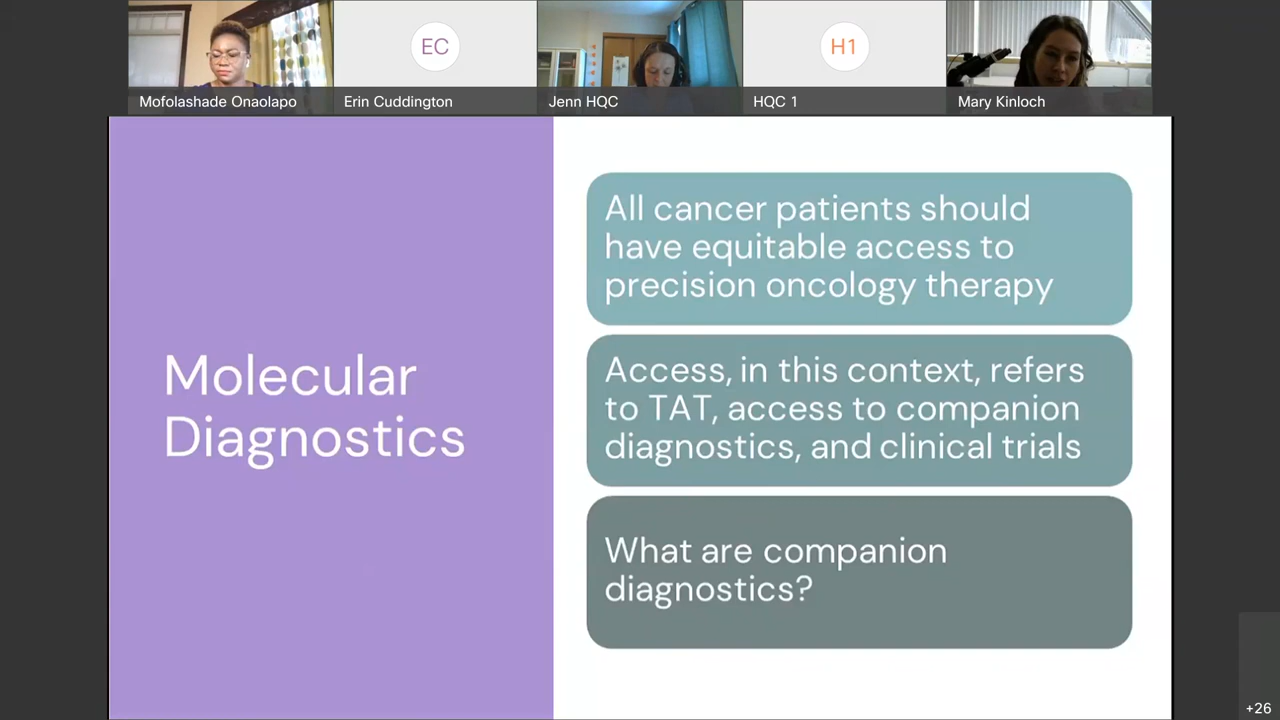 EC
H1
Mofolashade Onaolapo
Erin Cuddington
Jenn HQC
HQC 1
Mary Kinloch
Molecular
Diagnostics
All cancer patients should
have equitable access to
precision oncology therapy
Access, in this context, refers
to TAT, access to companion
diagnostics, and clinical trials
What are companion
diagnostics?
+26